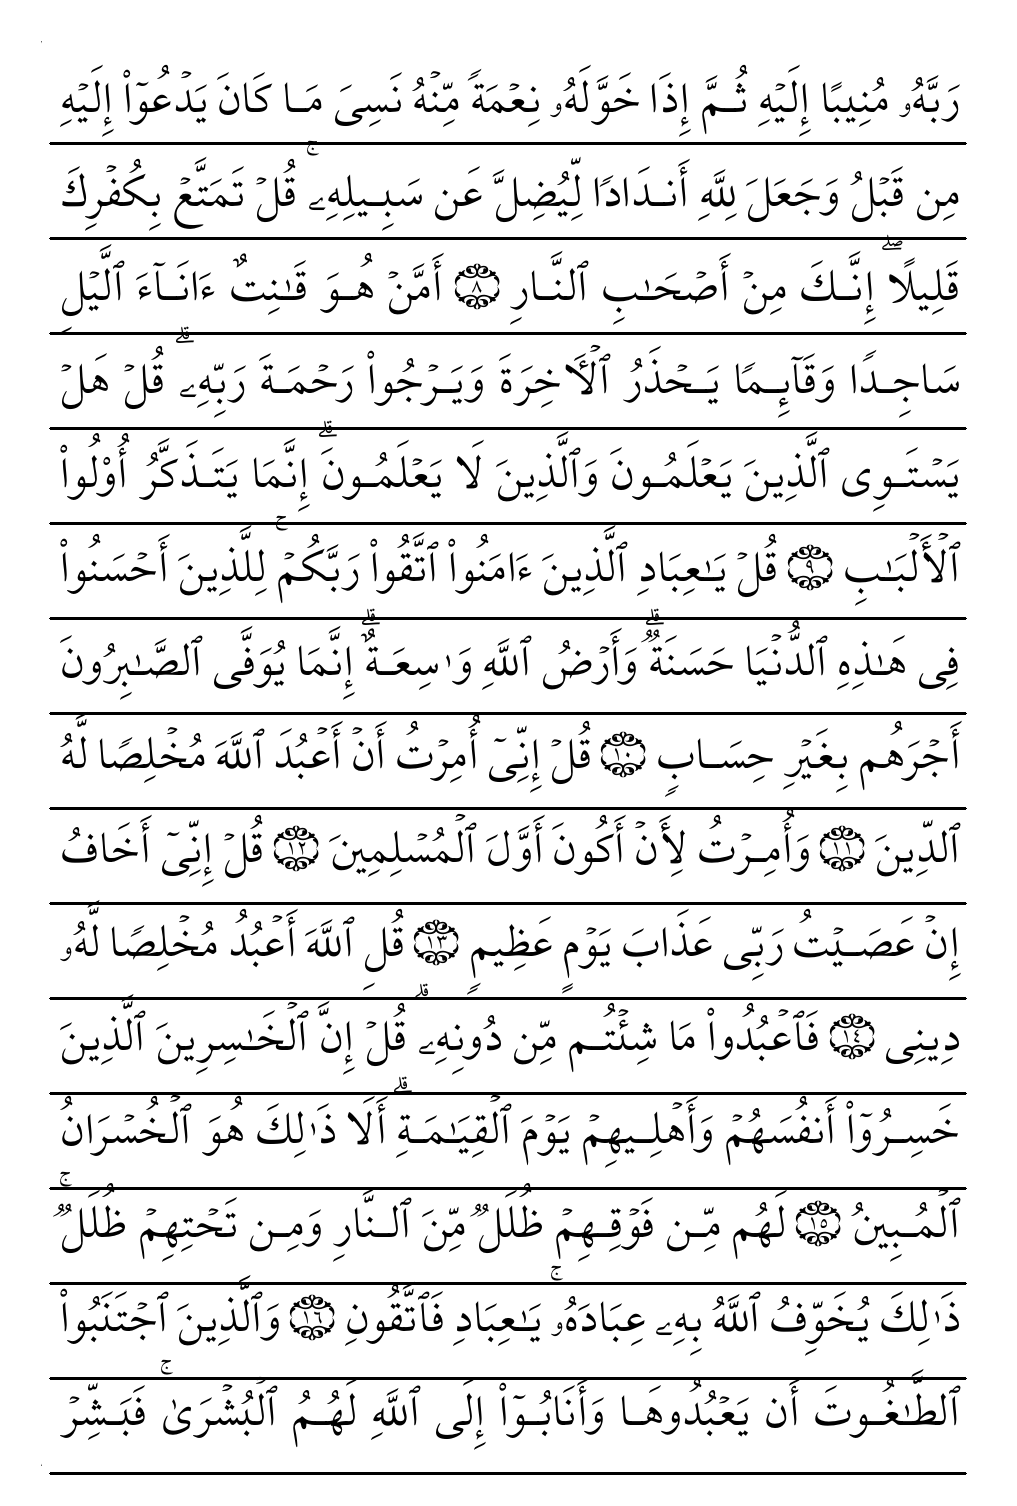 رَبَّهُۥ مُنِيبًا إِلَيۡهِ ثُمَّ إِذَا خَوَّلَهُۥ نِعۡمَةٗ مِّنۡهُ نَسِيَ مَا كَانَ يَدۡعُوٓاْ إِلَيۡهِ
مِن قَبۡلُ وَجَعَلَ لِلَّهِ أَندَادٗا لِّيُضِلَّ عَن سَبِيلِهِۦۚ قُلۡ تَمَتَّعۡ بِكُفۡرِكَ
قَلِيلًاۖ إِنَّكَ مِنۡ أَصۡحَٰبِ ٱلنَّارِ ۝٨ أَمَّنۡ هُوَ قَٰنِتٌ ءَانَآءَ ٱلَّيۡلِ
سَاجِدٗا وَقَآئِمٗا يَحۡذَرُ ٱلۡأٓخِرَةَ وَيَرۡجُواْ رَحۡمَةَ رَبِّهِۦۗ قُلۡ هَلۡ
يَسۡتَوِي ٱلَّذِينَ يَعۡلَمُونَ وَٱلَّذِينَ لَا يَعۡلَمُونَۗ إِنَّمَا يَتَذَكَّرُ أُوْلُواْ
ٱلۡأَلۡبَٰبِ ۝٩ قُلۡ يَٰعِبَادِ ٱلَّذِينَ ءَامَنُواْ ٱتَّقُواْ رَبَّكُمۡۚ لِلَّذِينَ أَحۡسَنُواْ
فِي هَٰذِهِ ٱلدُّنۡيَا حَسَنَةٞۗ وَأَرۡضُ ٱللَّهِ وَٰسِعَةٌۗ إِنَّمَا يُوَفَّى ٱلصَّٰبِرُونَ
أَجۡرَهُم بِغَيۡرِ حِسَابٖ ۝١٠ قُلۡ إِنِّيٓ أُمِرۡتُ أَنۡ أَعۡبُدَ ٱللَّهَ مُخۡلِصٗا لَّهُ
ٱلدِّينَ ۝١١ وَأُمِرۡتُ لِأَنۡ أَكُونَ أَوَّلَ ٱلۡمُسۡلِمِينَ ۝١٢ قُلۡ إِنِّيٓ أَخَافُ
إِنۡ عَصَيۡتُ رَبِّي عَذَابَ يَوۡمٍ عَظِيمٖ ۝١٣ قُلِ ٱللَّهَ أَعۡبُدُ مُخۡلِصٗا لَّهُۥ
دِينِي ۝١٤ فَٱعۡبُدُواْ مَا شِئۡتُم مِّن دُونِهِۦۗ قُلۡ إِنَّ ٱلۡخَٰسِرِينَ ٱلَّذِينَ
خَسِرُوٓاْ أَنفُسَهُمۡ وَأَهۡلِيهِمۡ يَوۡمَ ٱلۡقِيَٰمَةِۗ أَلَا ذَٰلِكَ هُوَ ٱلۡخُسۡرَانُ
ٱلۡمُبِينُ ۝١٥ لَهُم مِّن فَوۡقِهِمۡ ظُلَلٞ مِّنَ ٱلنَّارِ وَمِن تَحۡتِهِمۡ ظُلَلٞۚ
ذَٰلِكَ يُخَوِّفُ ٱللَّهُ بِهِۦ عِبَادَهُۥۚ يَٰعِبَادِ فَٱتَّقُونِ ۝١٦ وَٱلَّذِينَ ٱجۡتَنَبُواْ
ٱلطَّٰغُوتَ أَن يَعۡبُدُوهَا وَأَنَابُوٓاْ إِلَى ٱللَّهِ لَهُمُ ٱلۡبُشۡرَىٰۚ فَبَشِّرۡ